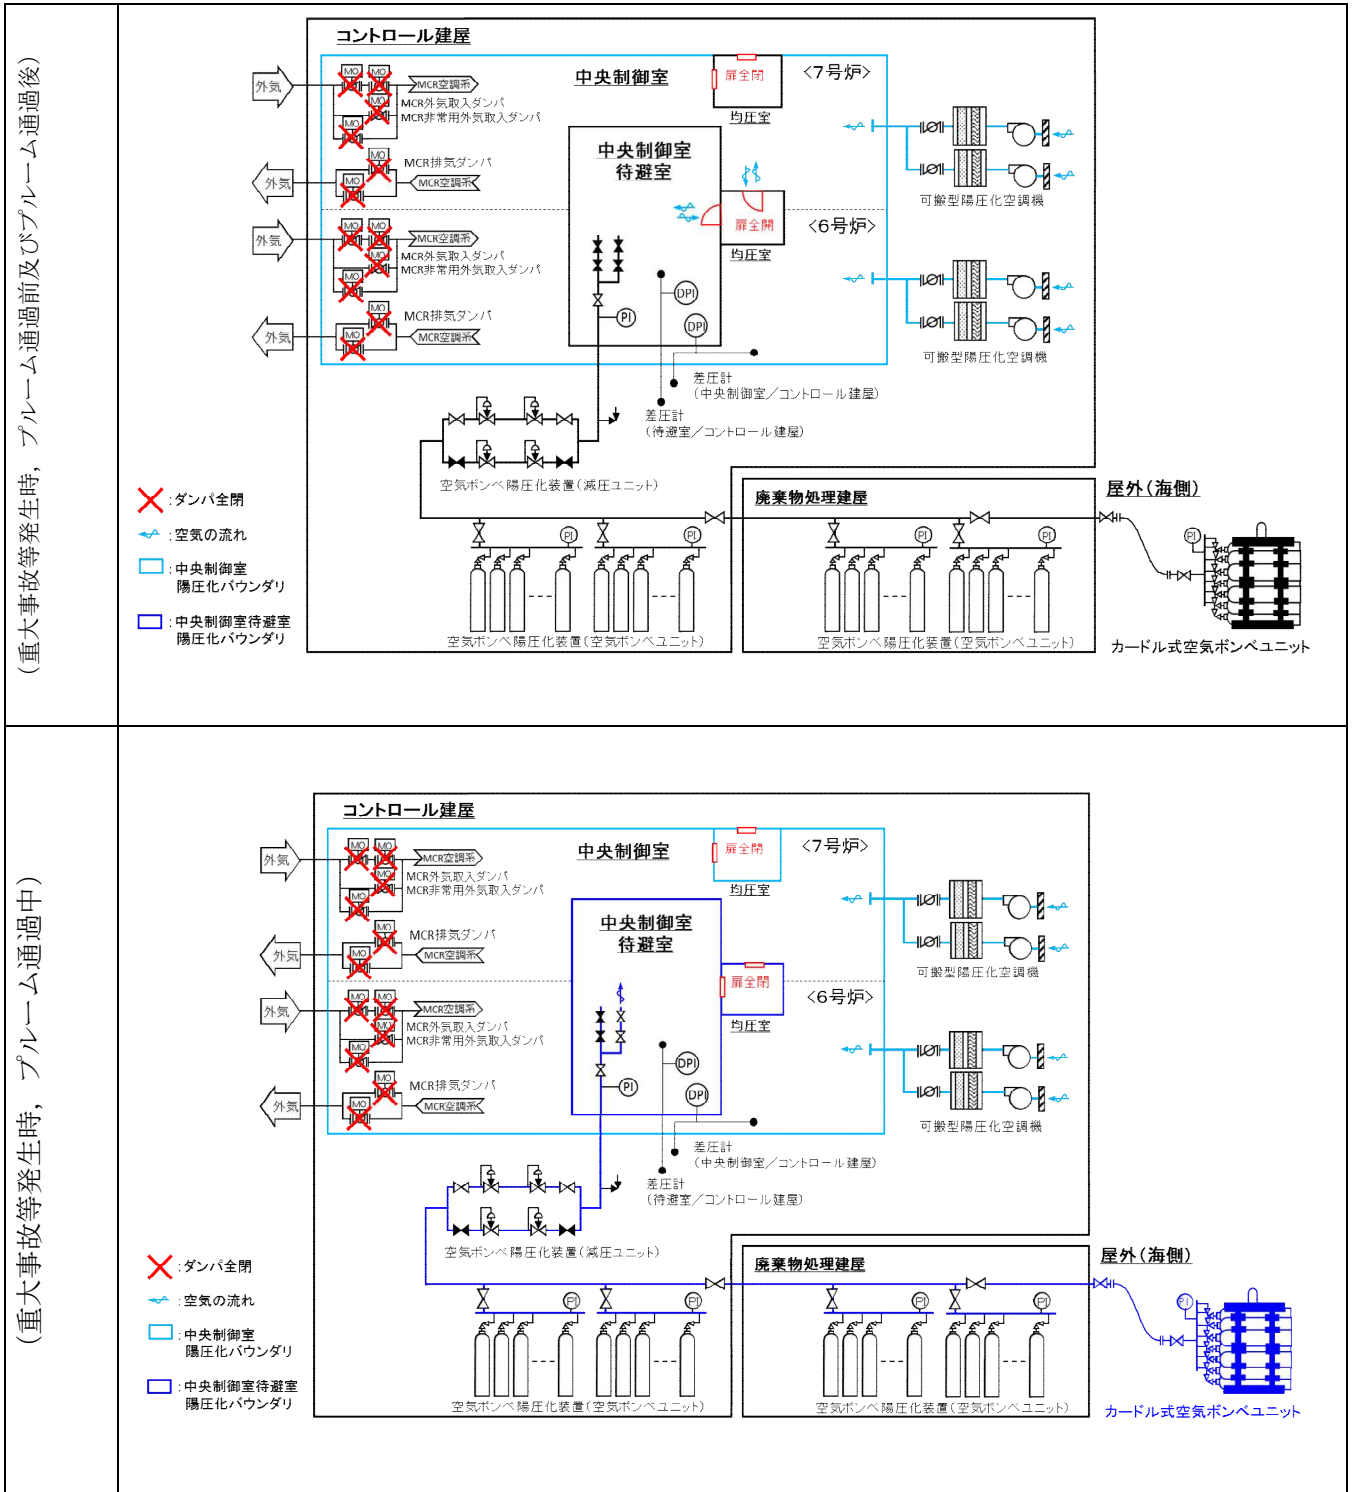 (重大事故等発生時，プルーム通過前及びプルーム通過後)
コントロール建屋
中央制御室
<7号炉>
扉全閉
均圧室
外気
MO
MO
MCR空調系
MCR外気取入ダンパ
MCR非常用外気取入ダンパ
MO
MO
MCR排気ダンパ
MO
外気
MO
MCR空調系
中央制御室
待避室
可搬型陽圧化空調機
<6号炉>
扉全開
均圧室
外気
MO
MO
MCR空調系
MCR外気取入ダンパ
MCR非常用外気取入ダンパ
MO
MO
MCR排気ダンパ
MO
外気
MO
MCR空調系
DPI
PI
DPI
可搬型陽圧化空調機
差圧計
(中央制御室／コントロール建屋)
差圧計
(待避室／コントロール建屋)
空気ボンベ陽圧化装置(減圧ユニット)
廃棄物処理建屋
屋外(海側)
:ダンパ全閉
:空気の流れ
:中央制御室
陽圧化バウンダリ
:中央制御室待避室
陽圧化バウンダリ
PI
PI
PI
PI
PI
空気ボンベ陽圧化装置(空気ボンベユニット)
空気ボンベ陽圧化装置(空気ボンベユニット)
カードル式空気ボンベユニット
(重大事故等発生時，プルーム通過中)
コントロール建屋
中央制御室
<7号炉>
扉全閉
均圧室
外気
MO
MO
MCR空調系
MCR外気取入ダンパ
MCR非常用外気取入ダンパ
MO
MO
MCR排気ダンパ
MO
外気
MO
MCR空調系
中央制御室
待避室
可搬型陽圧化空調機
扉全閉
<6号炉>
均圧室
外気
MO
MO
MCR空調系
MCR外気取入ダンパ
MCR非常用外気取入ダンパ
MO
MO
MCR排気ダンパ
MO
外気
MO
MCR空調系
DPI
PI
DPI
可搬型陽圧化空調機
差圧計
(中央制御室／コントロール建屋)
差圧計
(待避室／コントロール建屋)
空気ボンベ陽圧化装置(減圧ユニット)
廃棄物処理建屋
屋外(海側)
:ダンパ全閉
:空気の流れ
:中央制御室
陽圧化バウンダリ
:中央制御室待避室
陽圧化バウンダリ
PI
PI
PI
PI
PI
空気ボンベ陽圧化装置(空気ボンベユニット)
空気ボンベ陽圧化装置(空気ボンベユニット)
カードル式空気ボンベユニット